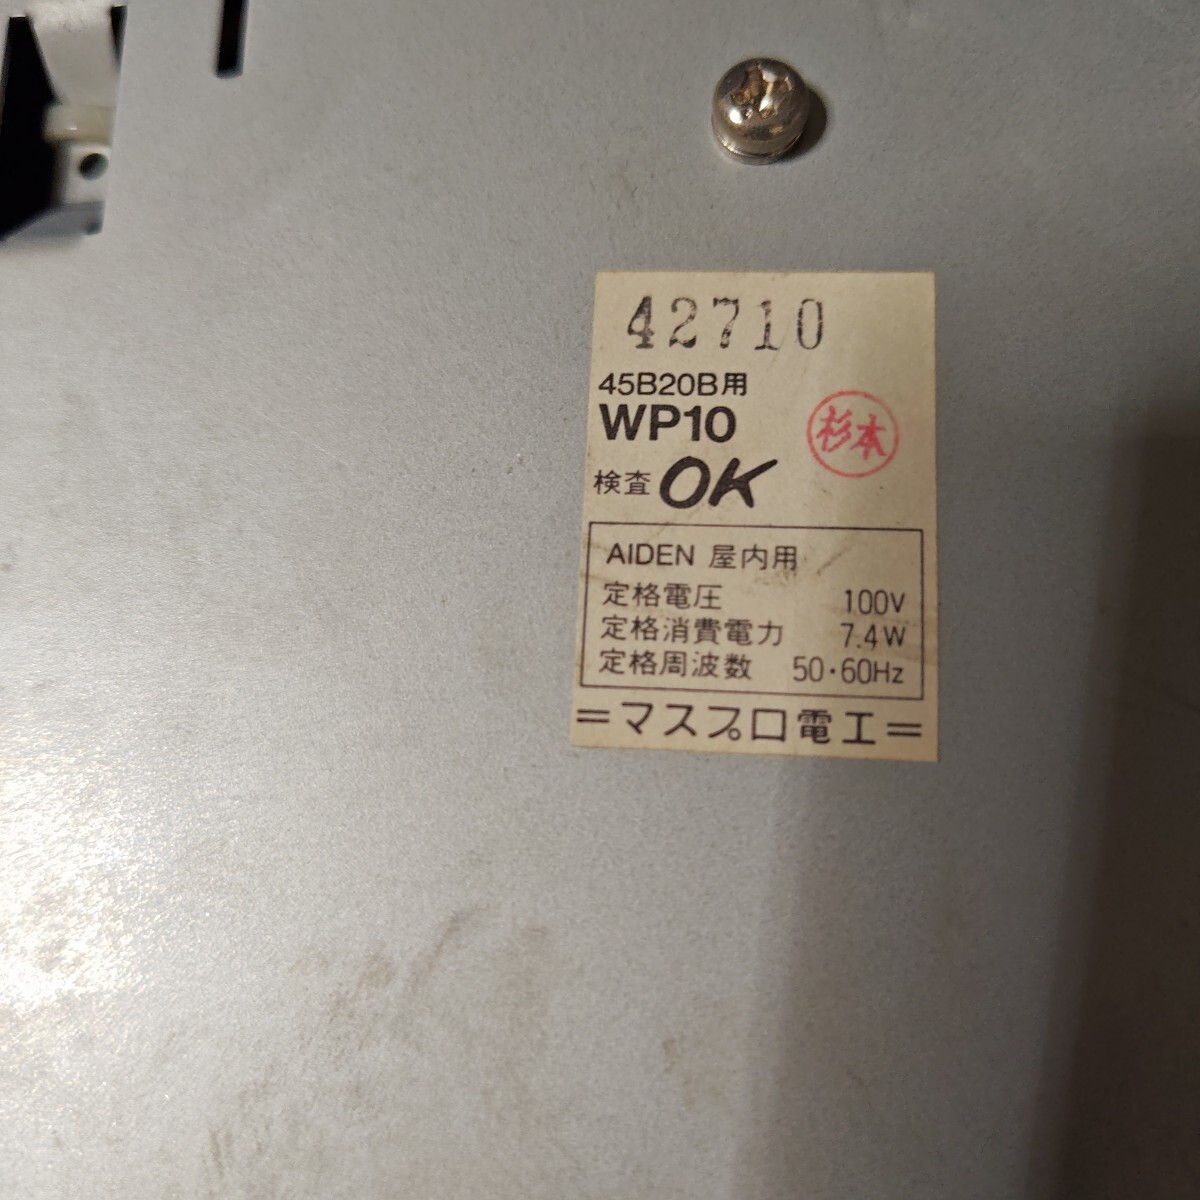 42710
45B20B用
WP10
杉本
検査 OK
AIDEN 屋内用
定格電圧 100V
定格消費電力 7.4W
定格周波数 50・60Hz
=マスプロ電工=